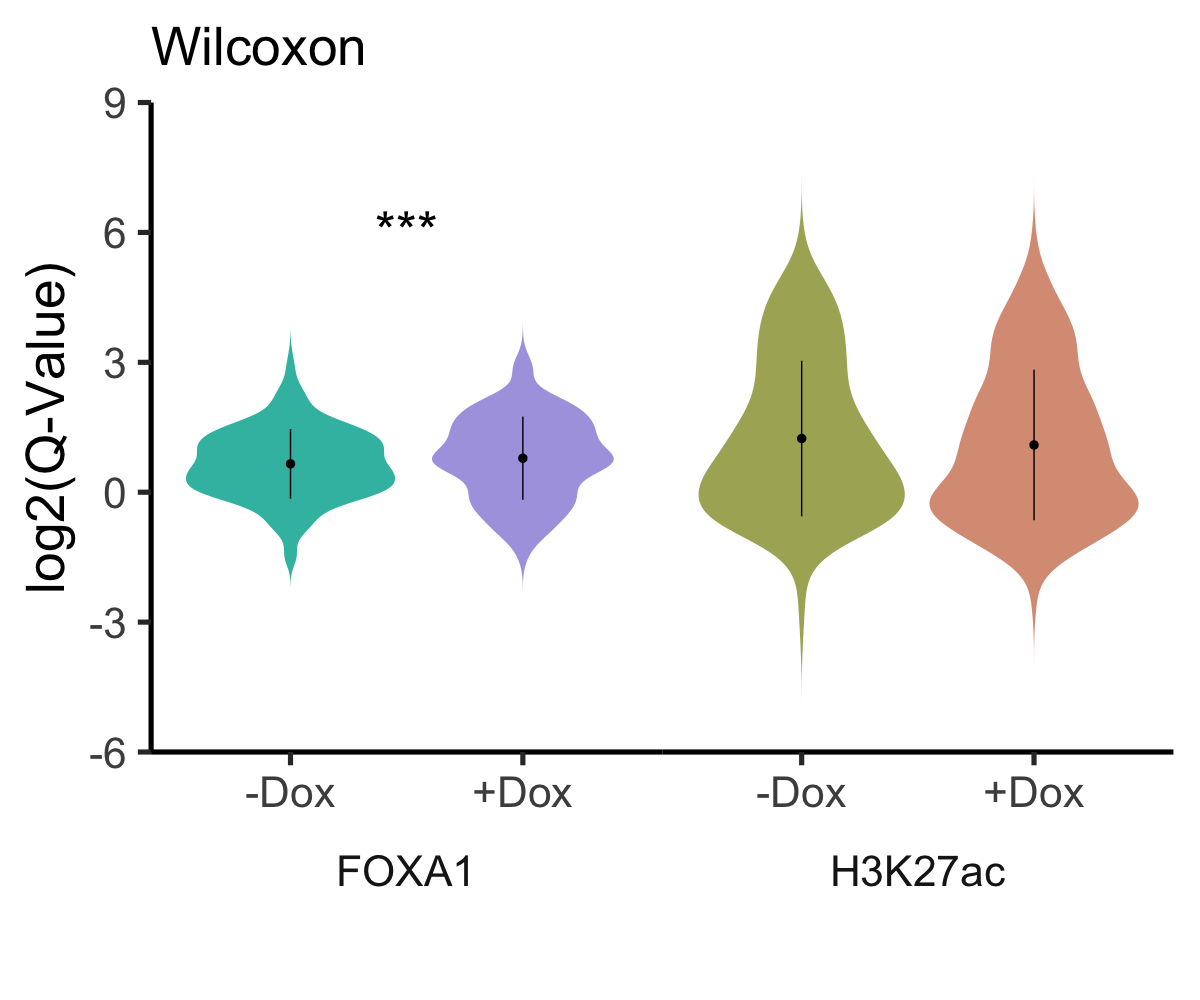 Wilcoxon
9
6
3
0
-3
-6
log2(Q-Value)
***
-Dox +Dox -Dox +Dox
FOXA1 H3K27ac